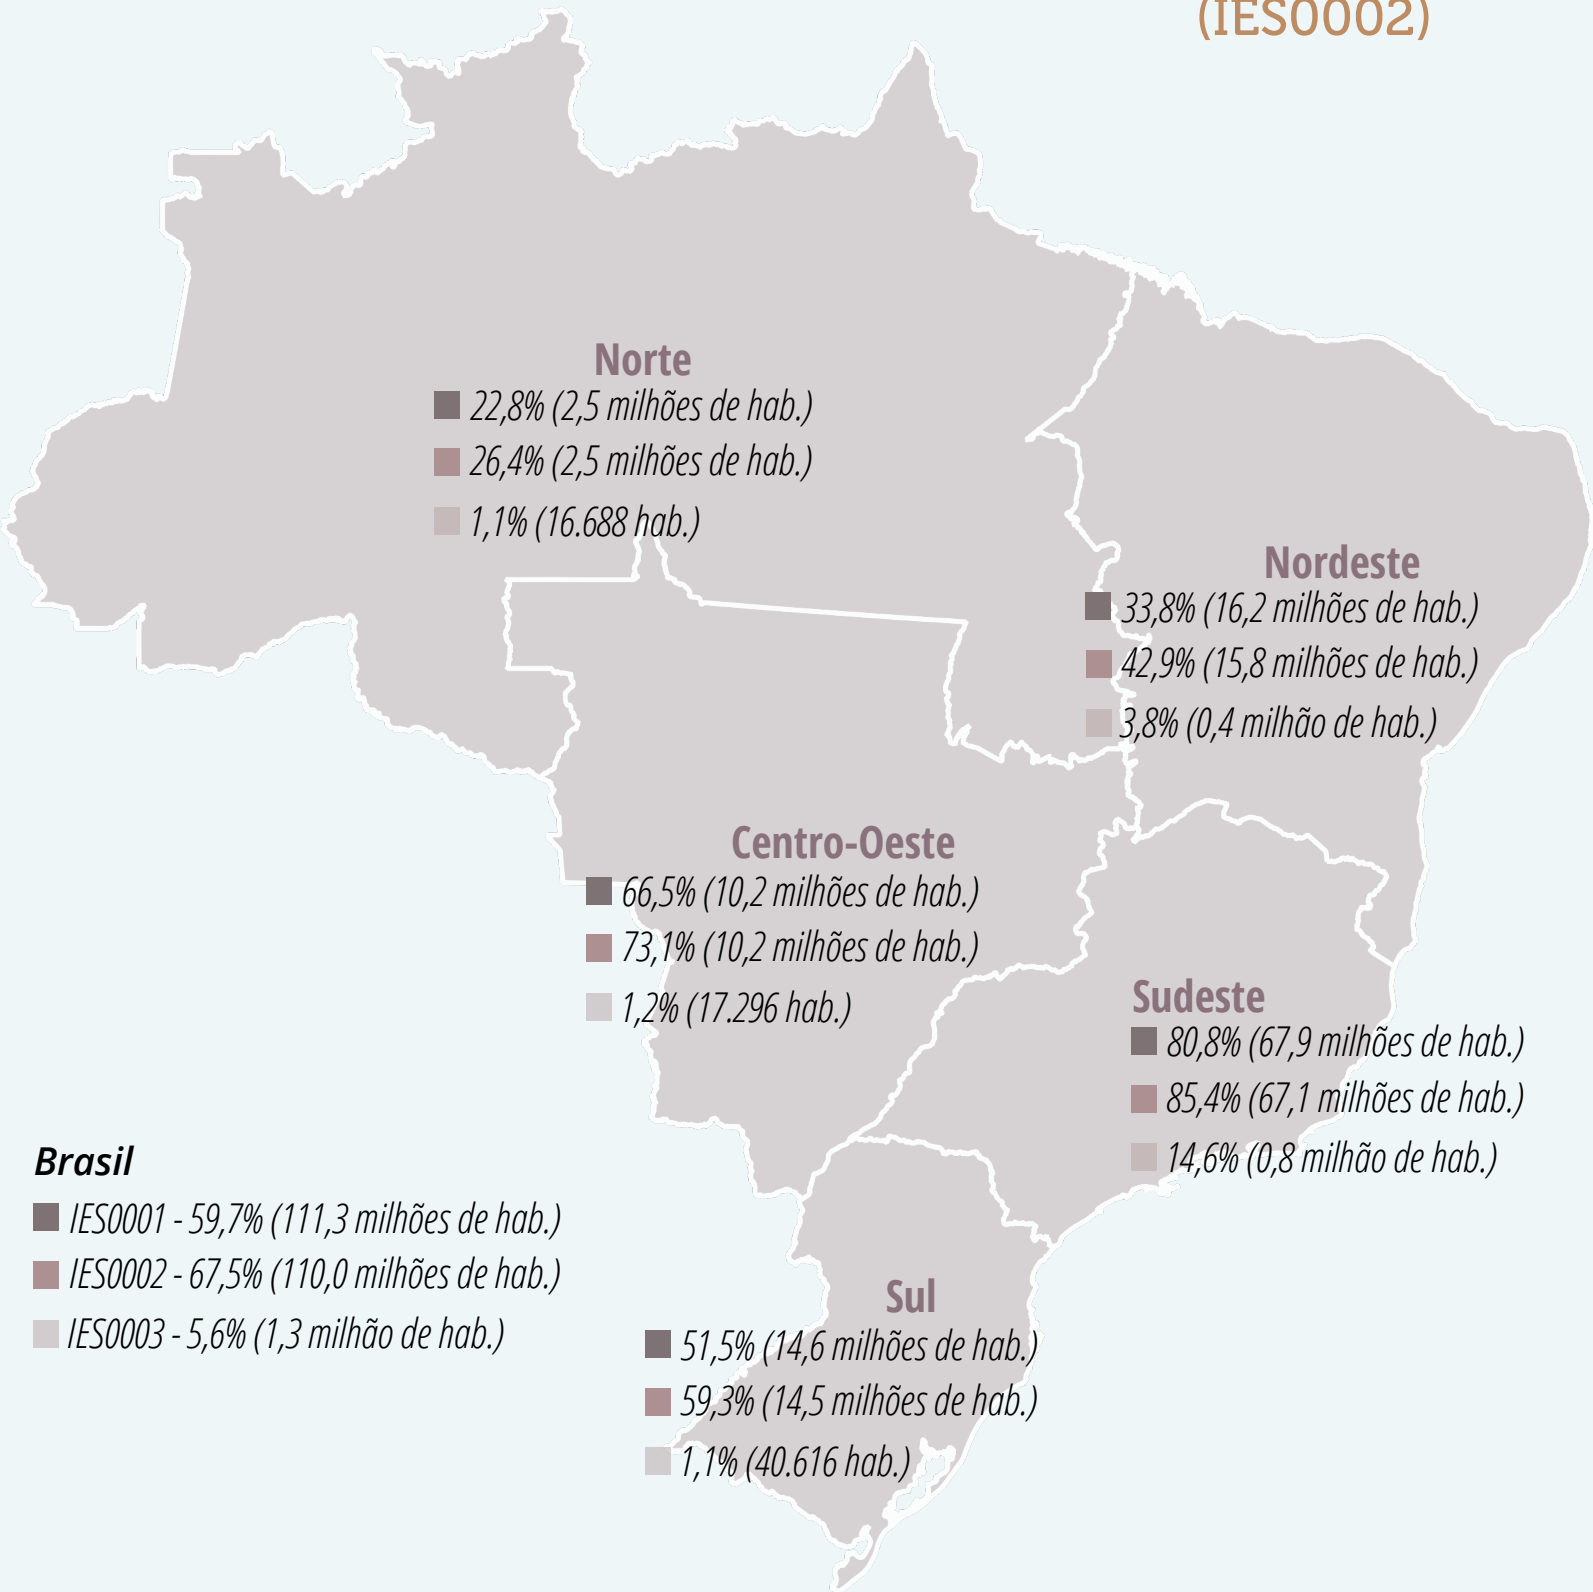 (IES0002)
Norte
22,8% (2,5 milhões de hab.)
26,4% (2,5 milhões de hab.)
1,1% (16.688 hab.)
Nordeste
33,8% (16,2 milhões de hab.)
42,9% (15,8 milhões de hab.)
3,8% (0,4 milhão de hab.)
Centro-Oeste
66,5% (10,2 milhões de hab.)
73,1% (10,2 milhões de hab.)
1,2% (17.296 hab.)
Sudeste
80,8% (67,9 milhões de hab.)
85,4% (67,1 milhões de hab.)
14,6% (0,8 milhão de hab.)
Brasil
IES0001 - 59,7% (111,3 milhões de hab.)
IES0002 - 67,5% (110,0 milhões de hab.)
IES0003 - 5,6% (1,3 milhão de hab.)
Sul
51,5% (14,6 milhões de hab.)
59,3% (14,5 milhões de hab.)
1,1% (40.616 hab.)